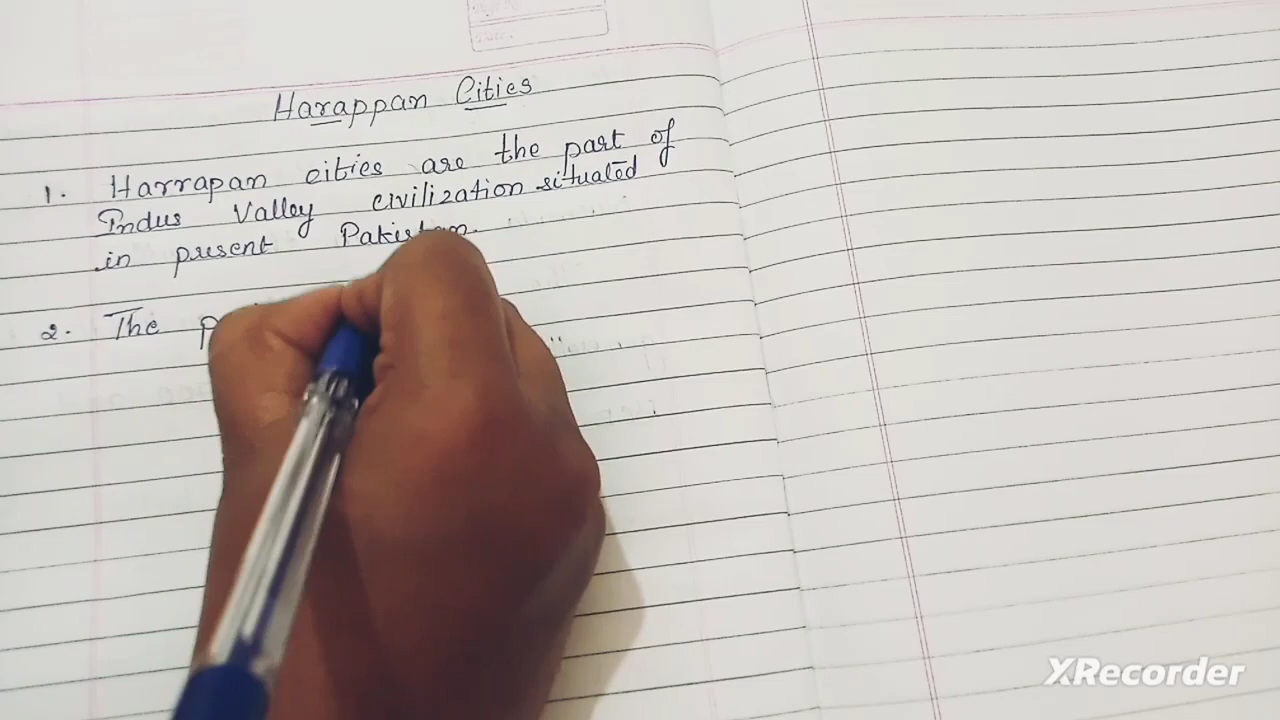 Harappan Cities
1. Harrapan cities are the part of
Indus Valley civilization situated
in present Pakistan.
2. The
XRecorder